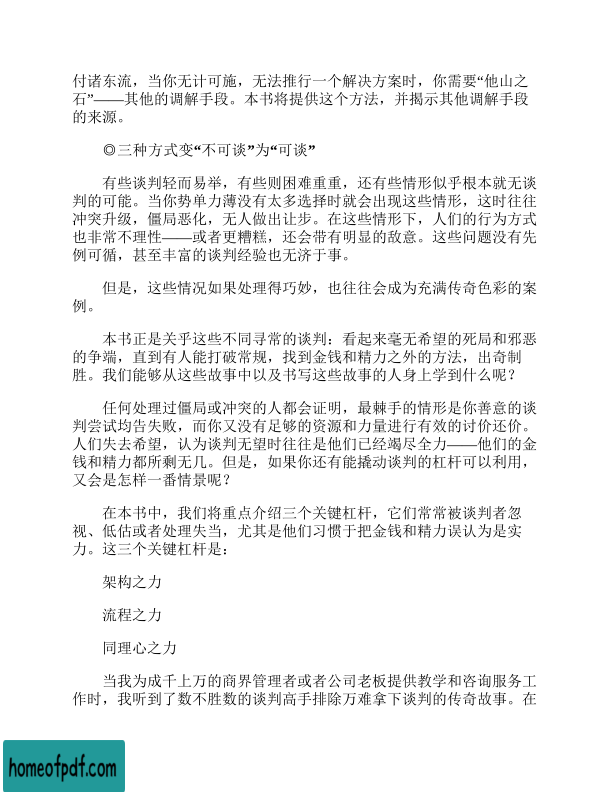 付诸东流，当你无计可施，无法推行一个解决方案时，你需要“他山之
石”——其他的调解手段。本书将提供这个方法，并揭示其他调解手段
的来源。
◎三种方式变“不可谈”为“可谈”
有些谈判轻而易举，有些则困难重重，还有些情形似乎根本就无谈
判的可能。当你势单力薄没有太多选择时就会出现这些情形，这时往往
冲突升级，僵局恶化，无人做出让步。在这些情形下，人们的行为方式
也非常不理性——或者更糟糕，还会带有明显的敌意。这些问题没有先
例可循，甚至丰富的谈判经验也无济于事。
但是，这些情况如果处理得巧妙，也往往会成为充满传奇色彩的案
例。
本书正是关乎这些不同寻常的谈判：看起来毫无希望的死局和邪恶
的争端，直到有人能打破常规，找到金钱和精力之外的方法，出奇制
胜。我们能够从这些故事中以及书写这些故事的人身上学到什么呢？
任何处理过僵局或冲突的人都会证明，最棘手的情形是你善意的谈
判尝试均告失败，而你又没有足够的资源和力量进行有效的讨价还价。
人们失去希望，认为谈判无望时往往是他们已经竭尽全力——他们的金
钱和精力都所剩无几。但是，如果你还有能撬动谈判的杠杆可以利用，
又会是怎样一番情景呢？
在本书中，我们将重点介绍三个关键杠杆，它们常常被谈判者忽
视、低估或者处理失当，尤其是他们习惯于把金钱和精力误认为是实
力。这三个关键杠杆是：
架构之力
流程之力
同理心之力
当我为成千上万的商界管理者或者公司老板提供教学和咨询服务工
作时，我听到了数不胜数的谈判高手排除万难拿下谈判的传奇故事。在
homeofpdf.com